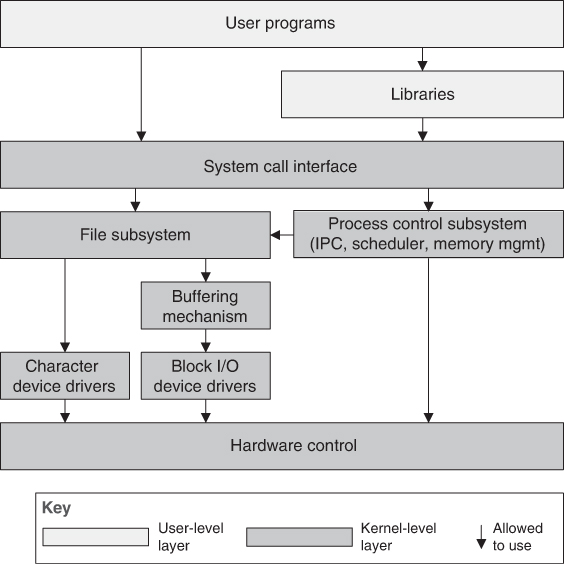 User programs
Libraries
System call interface
File subsystem
Process control subsystem
(IPC, scheduler, memory mgmt)
Buffering
mechanism
Character
device drivers
Block I/O
device drivers
Hardware control
Key
User-level
layer
Kernel-level
layer
Allowed
to use